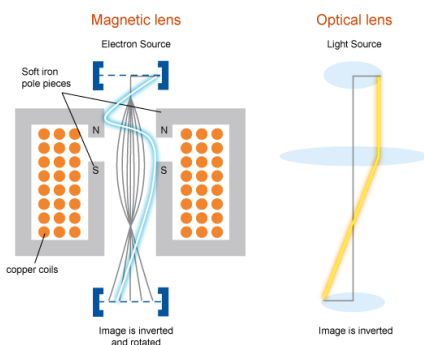 Magnetic lens
Optical lens
Electron Source
Light Source
Soft iron
pole pieces
N
N
S
S
copper coils
Image is inverted
and rotated
Image is inverted